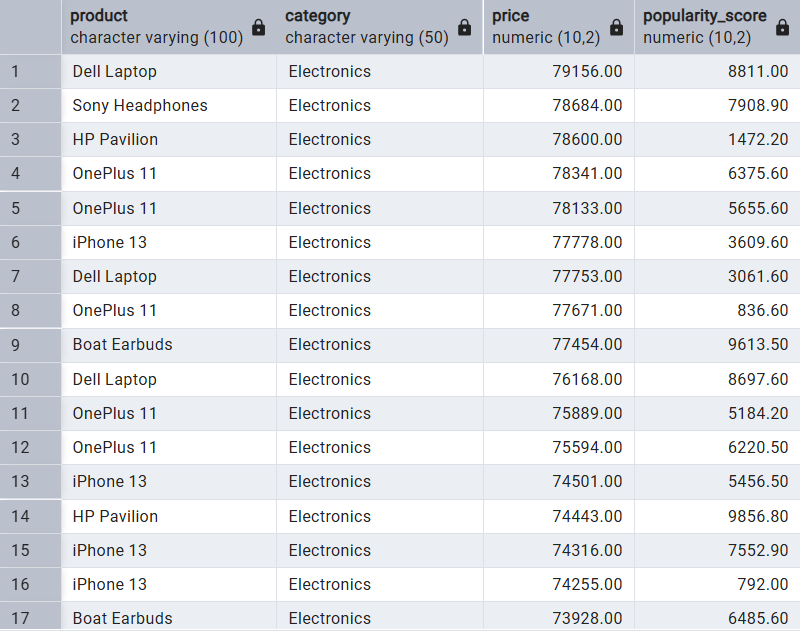 product category price popularity_score
character varying (100) character varying (50) numeric (10,2) numeric (10,2)
1 Dell Laptop Electronics 79156.00 8811.00
2 Sony Headphones Electronics 78684.00 7908.90
3 HP Pavilion Electronics 78600.00 1472.20
4 OnePlus 11 Electronics 78341.00 6375.60
5 OnePlus 11 Electronics 78133.00 5655.60
6 iPhone 13 Electronics 77778.00 3609.60
7 Dell Laptop Electronics 77753.00 3061.60
8 OnePlus 11 Electronics 77671.00 836.60
9 Boat Earbuds Electronics 77454.00 9613.50
10 Dell Laptop Electronics 76168.00 8697.60
11 OnePlus 11 Electronics 75889.00 5184.20
12 OnePlus 11 Electronics 75594.00 6220.50
13 iPhone 13 Electronics 74501.00 5456.50
14 HP Pavilion Electronics 74443.00 9856.80
15 iPhone 13 Electronics 74316.00 7552.90
16 iPhone 13 Electronics 74255.00 792.00
17 Boat Earbuds Electronics 73928.00 6485.60